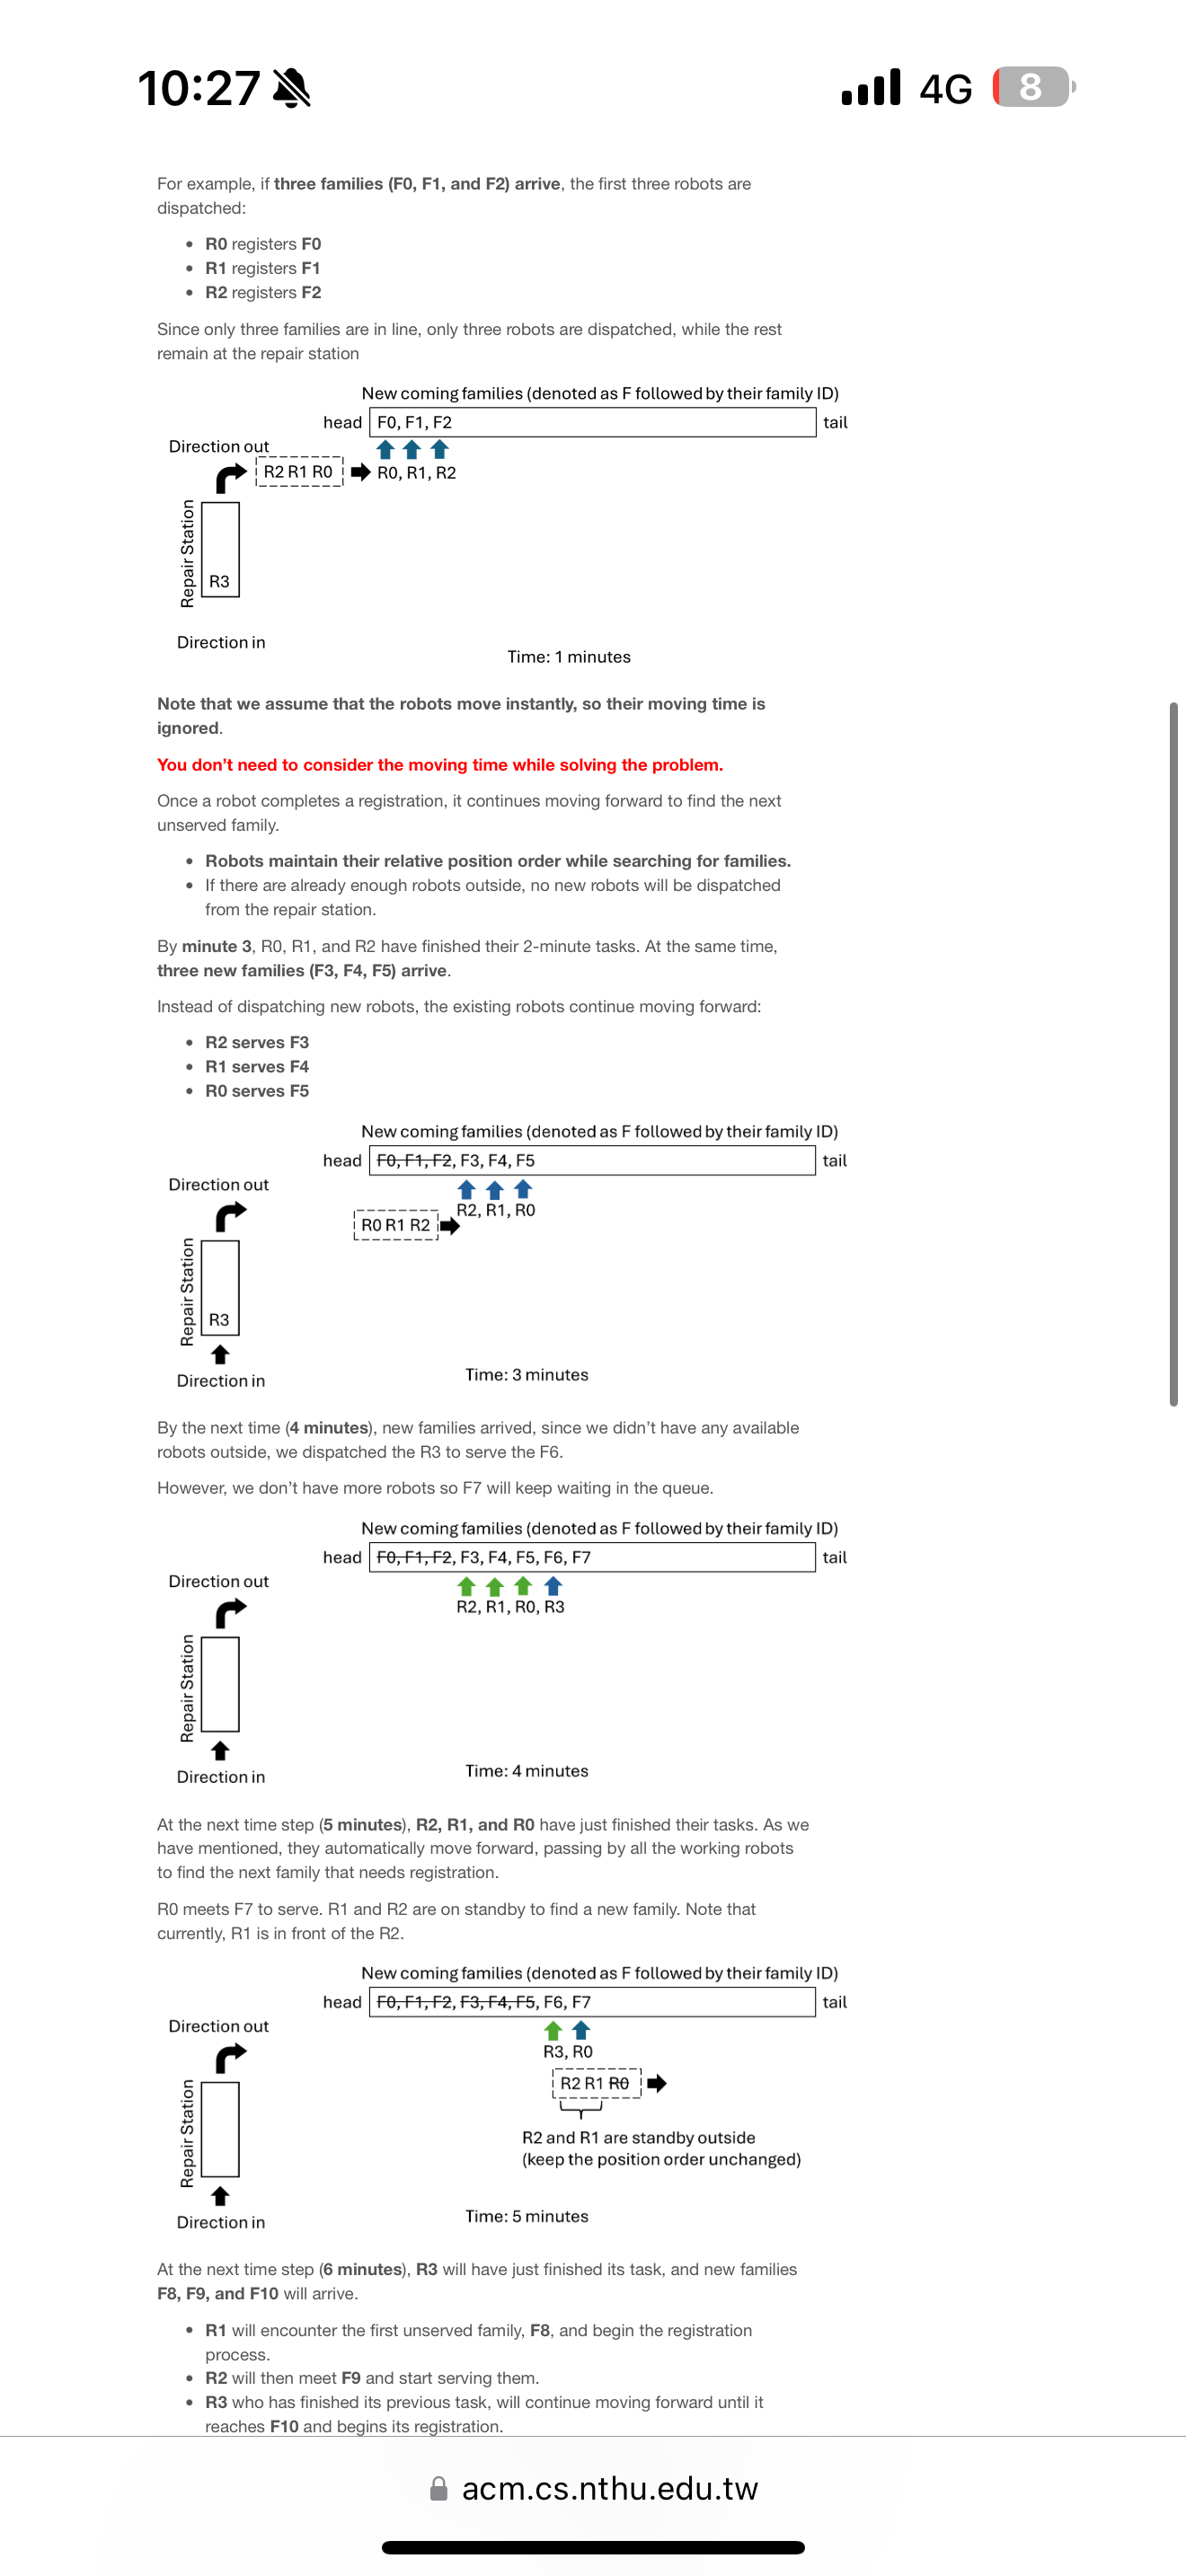 10:27
4G
8
For example, if three families (F0, F1, and F2) arrive, the first three robots are
dispatched:
• R0 registers F0
• R1 registers F1
• R2 registers F2
Since only three families are in line, only three robots are dispatched, while the rest
remain at the repair station
New coming families (denoted as F followed by their family ID)
head
F0, F1, F2
tail
Direction out
R2 R1 R0
R0, R1, R2
Repair Station
R3
Direction in
Time: 1 minutes
Note that we assume that the robots move instantly, so their moving time is
ignored.
You don't need to consider the moving time while solving the problem.
Once a robot completes a registration, it continues moving forward to find the next
unserved family.
• Robots maintain their relative position order while searching for families.
• If there are already enough robots outside, no new robots will be dispatched
from the repair station.
By minute 3, R0, R1, and R2 have finished their 2-minute tasks. At the same time,
three new families (F3, F4, F5) arrive.
Instead of dispatching new robots, the existing robots continue moving forward:
• R2 serves F3
• R1 serves F4
• R0 serves F5
New coming families (denoted as F followed by their family ID)
head
F0, F1, F2, F3, F4, F5
tail
Direction out
R2, R1, R0
R0 R1 R2
Repair Station
R3
Direction in
Time: 3 minutes
By the next time (4 minutes), new families arrived, since we didn't have any available
robots outside, we dispatched the R3 to serve the F6.
However, we don't have more robots so F7 will keep waiting in the queue.
New coming families (denoted as F followed by their family ID)
head
F0, F1, F2, F3, F4, F5, F6, F7
tail
Direction out
R2, R1, R0, R3
Repair Station
Direction in
Time: 4 minutes
At the next time step (5 minutes), R2, R1, and R0 have just finished their tasks. As we
have mentioned, they automatically move forward, passing by all the working robots
to find the next family that needs registration.
R0 meets F7 to serve. R1 and R2 are on standby to find a new family. Note that
currently, R1 is in front of the R2.
New coming families (denoted as F followed by their family ID)
head
F0, F1, F2, F3, F4, F5, F6, F7
tail
Direction out
R3, R0
R2 R1 R0
Repair Station
R2 and R1 are standby outside
(keep the position order unchanged)
Direction in
Time: 5 minutes
At the next time step (6 minutes), R3 will have just finished its task, and new families
F8, F9, and F10 will arrive.
• R1 will encounter the first unserved family, F8, and begin the registration
process.
• R2 will then meet F9 and start serving them.
• R3 who has finished its previous task, will continue moving forward until it
reaches F10 and begins its registration.
acm.cs.nthu.edu.tw